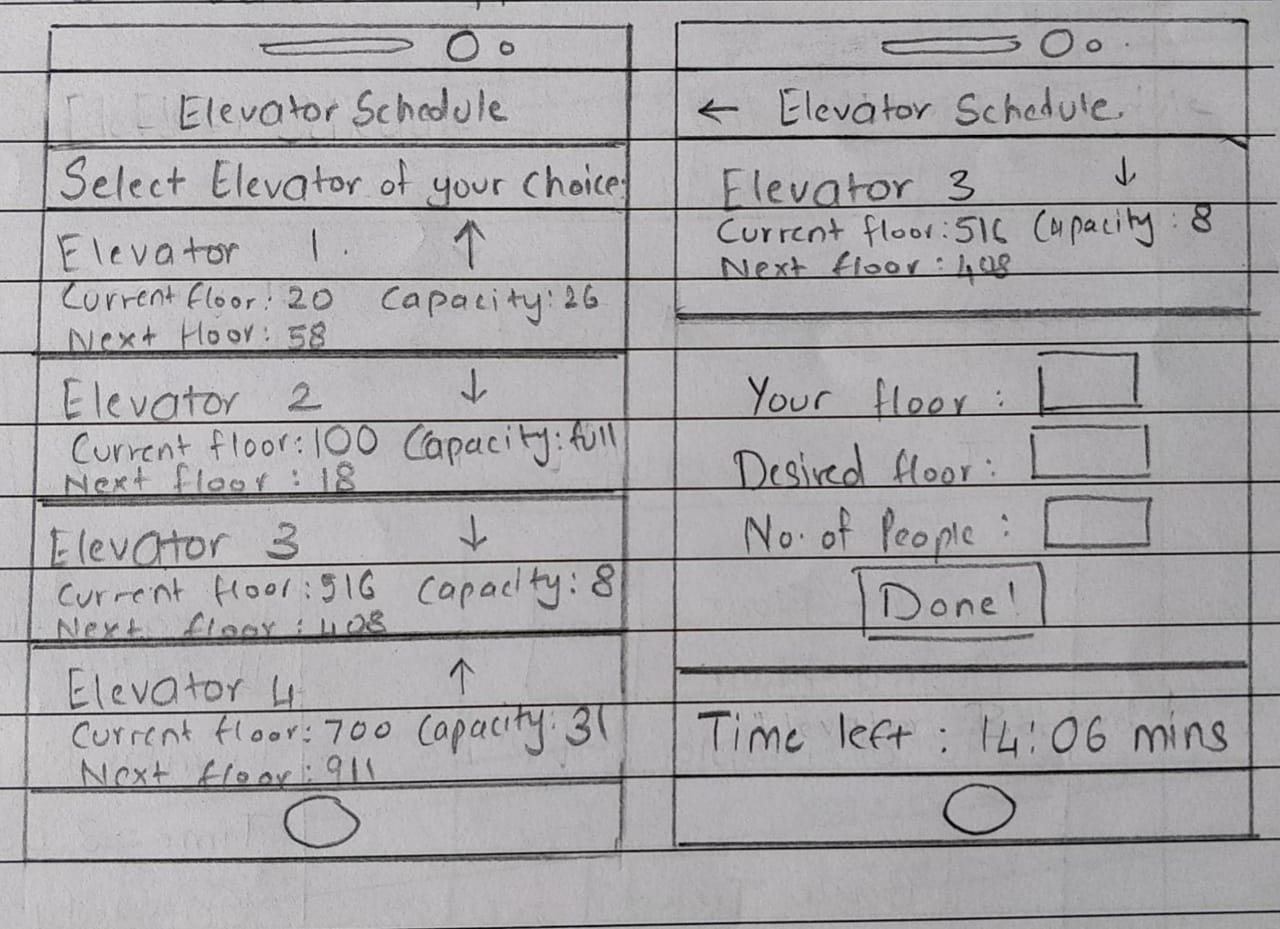 Elevator Schedule
Select Elevator of your choice
Elevator 1. ↑
Current floor: 20 Capacity: 26
Next floor: 58
Elevator 2 ↓
Current floor: 100 Capacity: full
Next floor : 18
Elevator 3 ↓
Current floor: 516 Capacity: 8
Next floor : 408
Elevator 4 ↑
Current floor: 700 Capacity: 31
Next floor : 911
← Elevator Schedule.
Elevator 3 ↓
Current floor: 516 Capacity : 8
Next floor : 408
Your floor :
Desired floor :
No. of People :
Done!
Time left : 14:06 mins